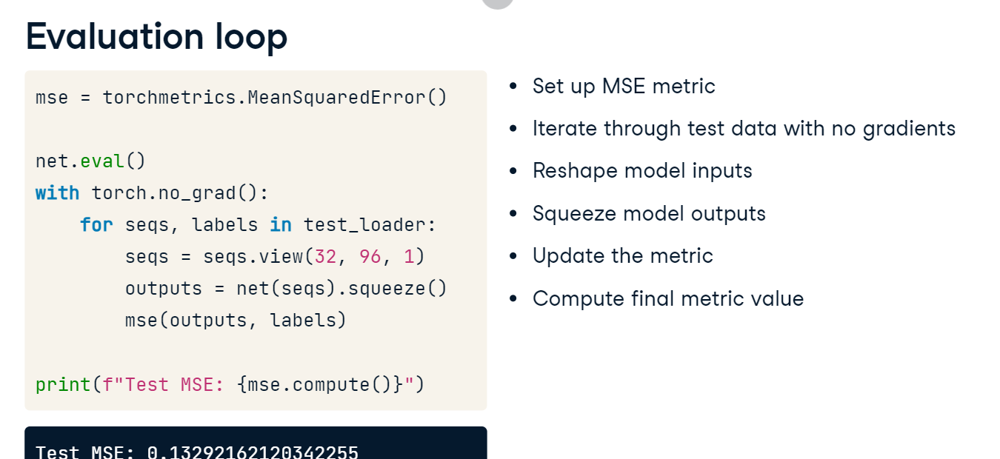 Evaluation loop
mse = torchmetrics.MeanSquaredError()
net.eval()
with torch.no_grad():
    for seqs, labels in test_loader:
        seqs = seqs.view(32, 96, 1)
        outputs = net(seqs).squeeze()
        mse(outputs, labels)
print(f"Test MSE: {mse.compute()}")
Test MSE: 0.13292162120342255
• Set up MSE metric
• Iterate through test data with no gradients
• Reshape model inputs
• Squeeze model outputs
• Update the metric
• Compute final metric value